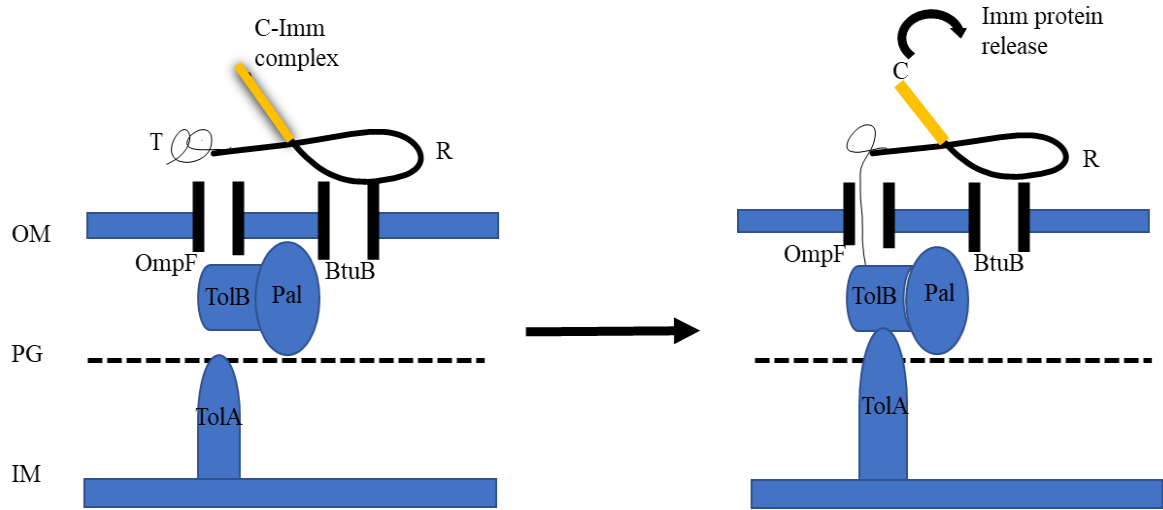 C-Imm
complex
T
R
OM
OmpF
BtuB
TolB
Pal
PG
TolA
IM
Imm protein
release
C
R
OmpF
BtuB
TolB
Pal
TolA